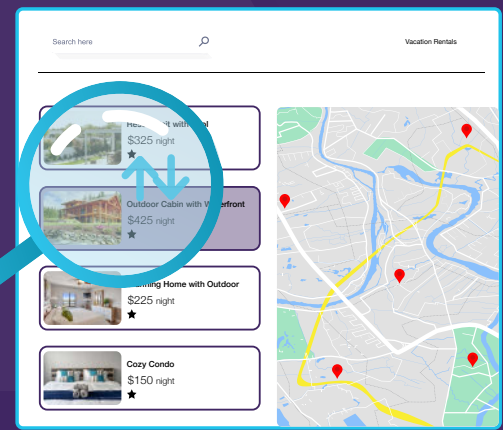 Search here
Vacation Rentals
$325 night
Outdoor Cabin with Waterfront
$425 night
Home with Outdoor
$225 night
Cozy Condo
$150 night